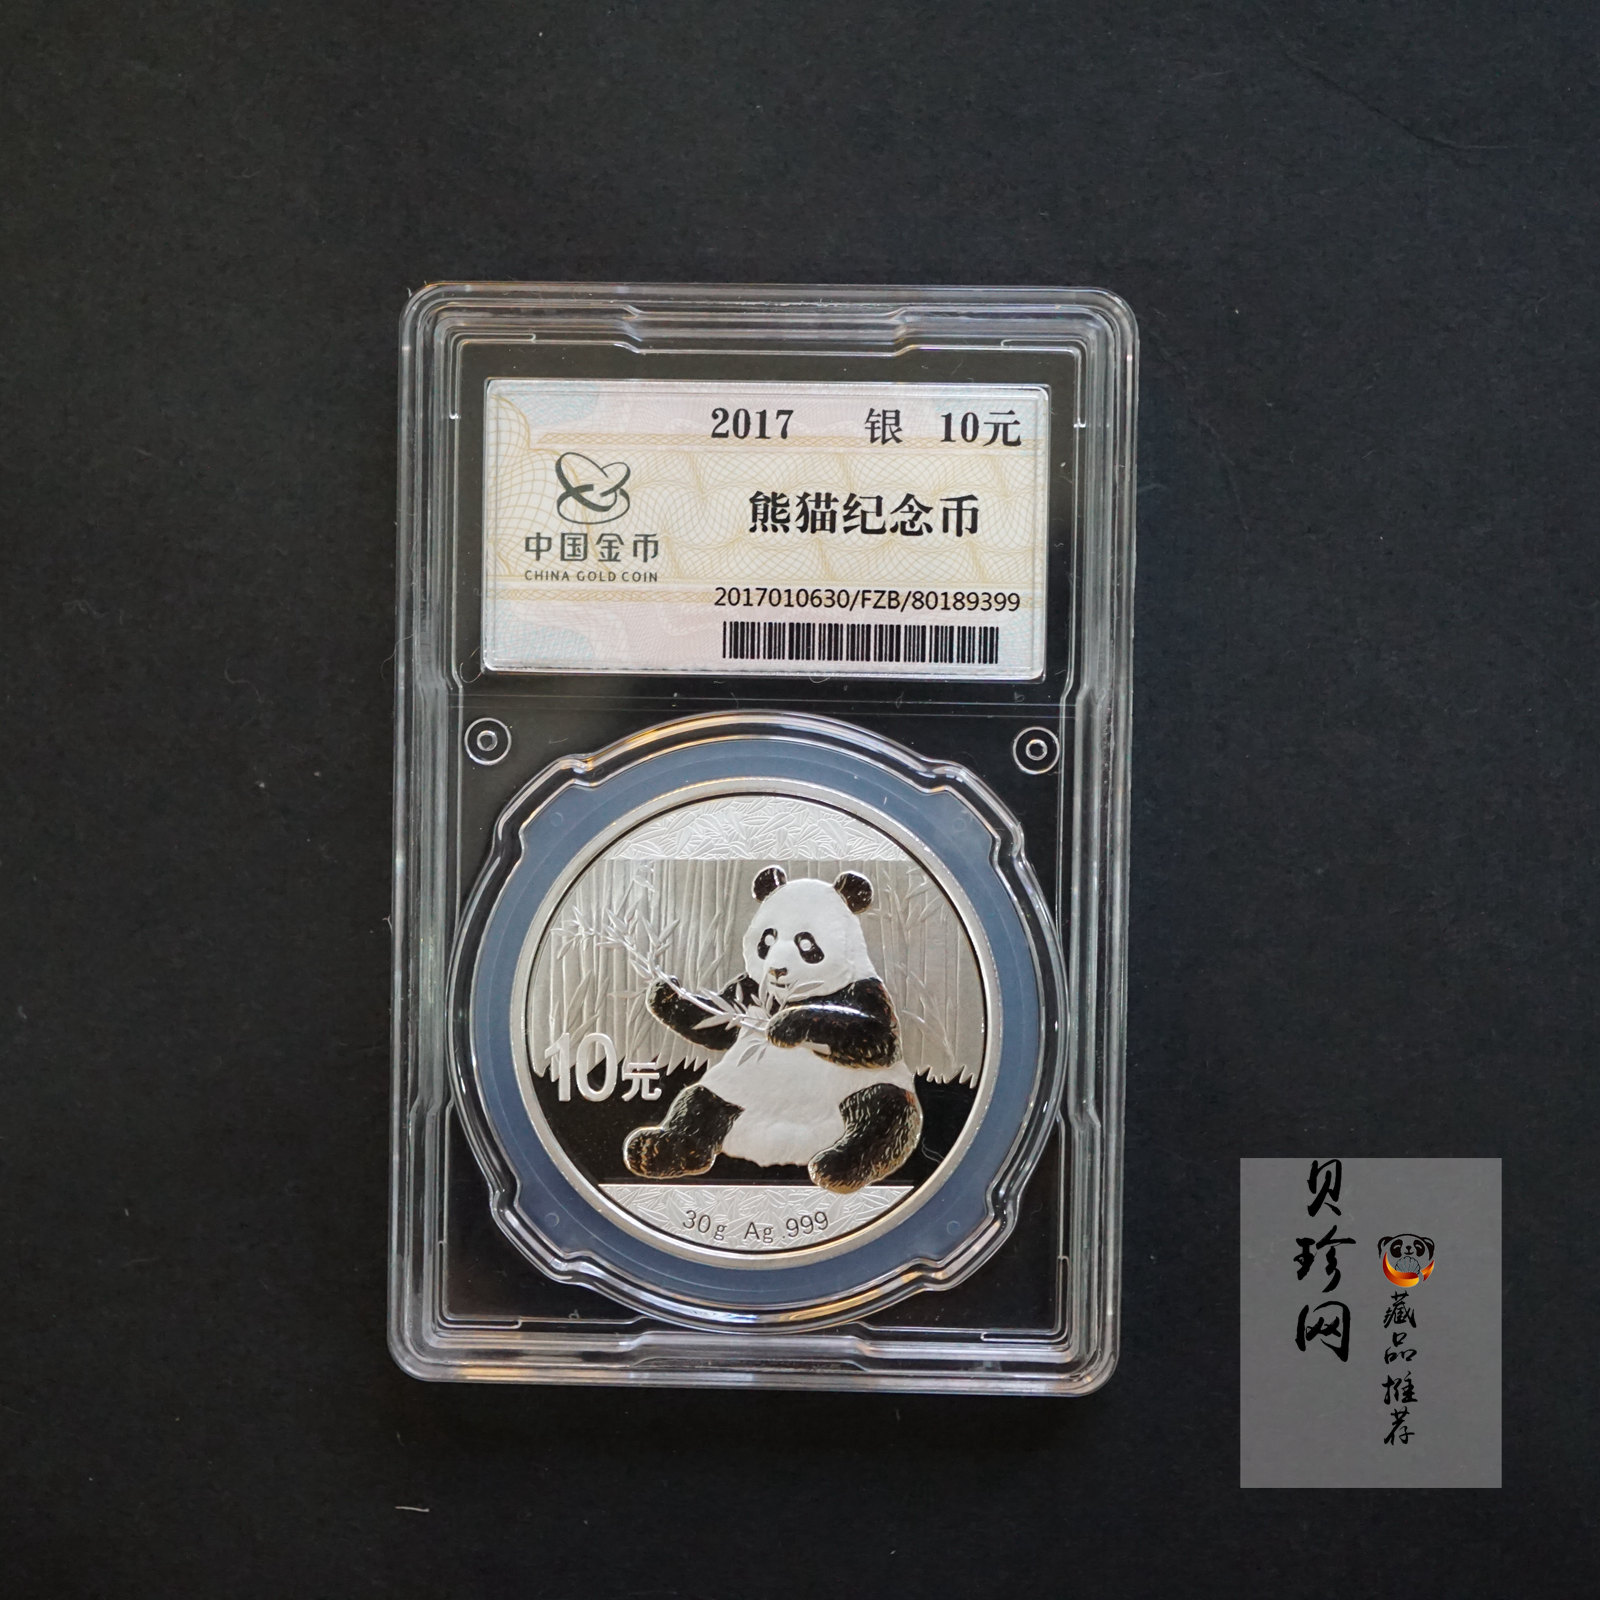 2017 银 10元
熊猫纪念币
中国金币
CHINA GOLD COIN
2017010630/FZB/80189399
10元
30g Ag.999
贝珍网
藏品推荐